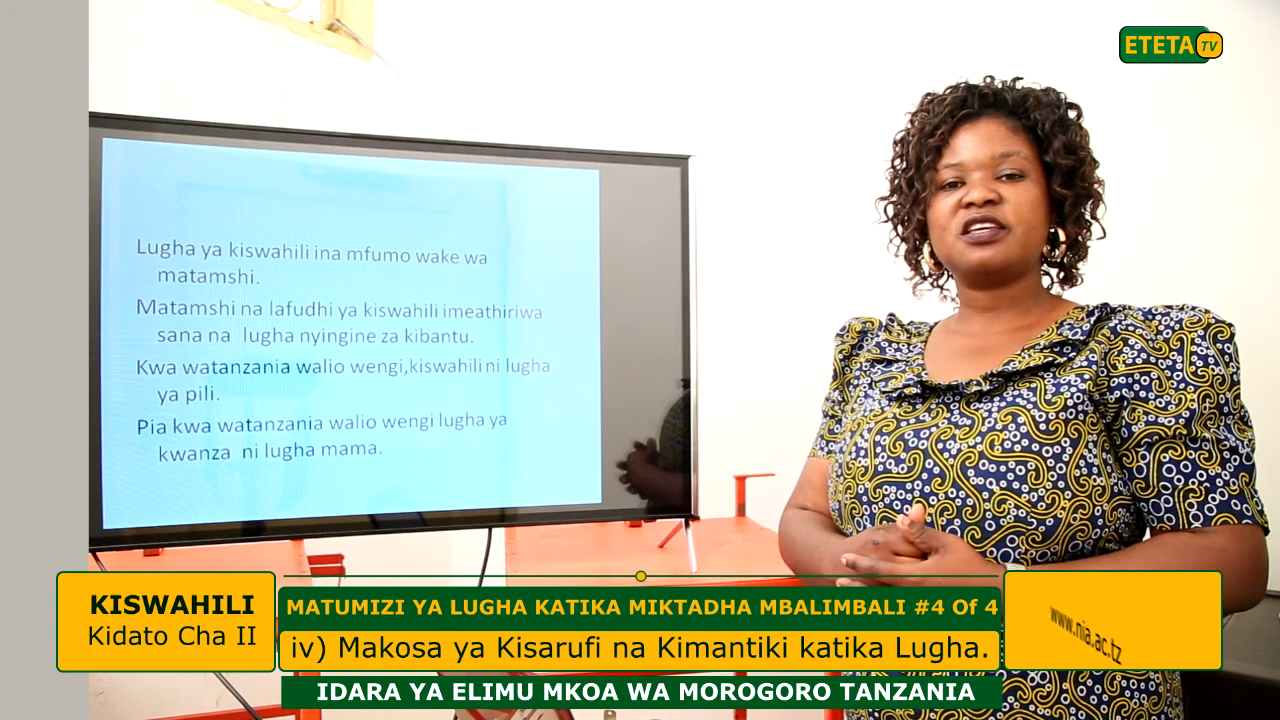 ETETA TV
Lugha ya kiswahili ina mfumo wake wa
matamshi.
Matamshi na lafudhi ya kiswahili imeathiriwa
sana na lugha nyingine za kibantu.
Kwa watanzania walio wengi,kiswahili ni lugha
ya pili.
Pia kwa watanzania walio wengi lugha ya
kwanza ni lugha mama.
KISWAHILI
Kidato Cha II
MATUMIZI YA LUGHA KATIKA MIKTADHA MBALIMBALI #4 Of 4
iv) Makosa ya Kisarufi na Kimantiki katika Lugha.
www.nia.ac.tz
IDARA YA ELIMU MKOA WA MOROGORO TANZANIA